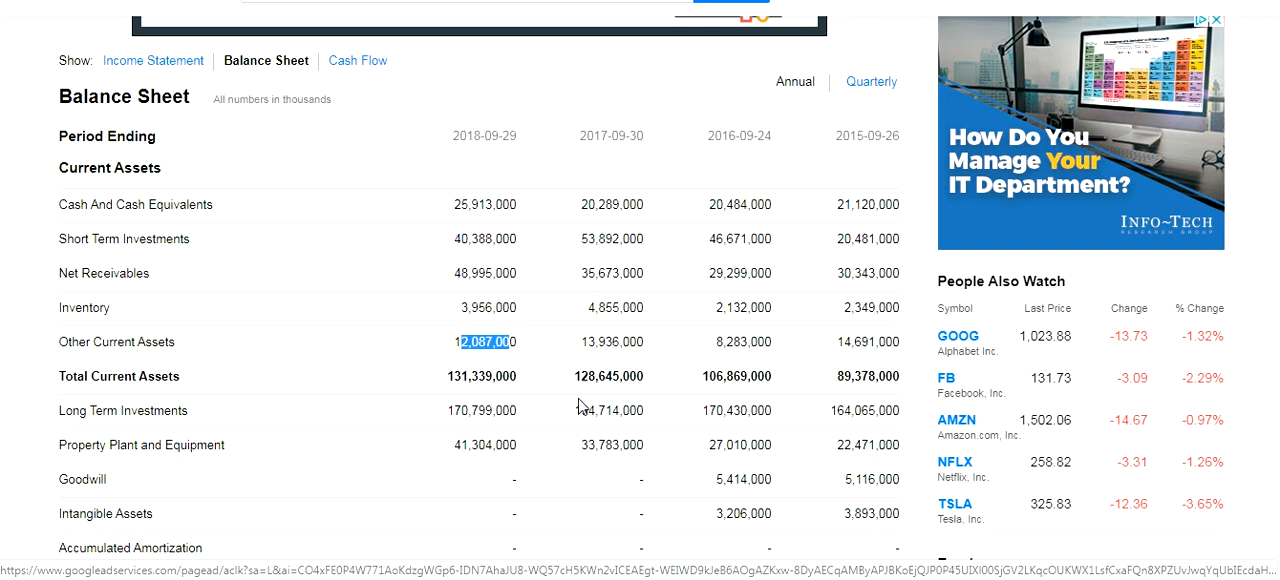 Show: Income Statement Balance Sheet Cash Flow
Annual Quarterly
Balance Sheet All numbers in thousands
Period Ending 2018-09-29 2017-09-30 2016-09-24 2015-09-26
Current Assets
Cash And Cash Equivalents 25,913,000 20,289,000 20,484,000 21,120,000
Short Term Investments 40,388,000 53,892,000 46,671,000 20,481,000
Net Receivables 48,995,000 35,673,000 29,299,000 30,343,000
Inventory 3,956,000 4,855,000 2,132,000 2,349,000
Other Current Assets 12,087,000 13,936,000 8,283,000 14,691,000
Total Current Assets 131,339,000 128,645,000 106,869,000 89,378,000
Long Term Investments 170,799,000 4,714,000 170,430,000 164,065,000
Property Plant and Equipment 41,304,000 33,783,000 27,010,000 22,471,000
Goodwill - - 5,414,000 5,116,000
Intangible Assets - - 3,206,000 3,893,000
Accumulated Amortization - - - -
How Do You
Manage Your
IT Department?
INFO~TECH
RESEARCH GROUP
People Also Watch
Symbol Last Price Change % Change
GOOG 1,023.88 -13.73 -1.32%
Alphabet Inc.
FB 131.73 -3.09 -2.29%
Facebook, Inc.
AMZN 1,502.06 -14.67 -0.97%
Amazon.com, Inc.
NFLX 258.82 -3.31 -1.26%
Netflix, Inc.
TSLA 325.83 -12.36 -3.65%
Tesla, Inc.